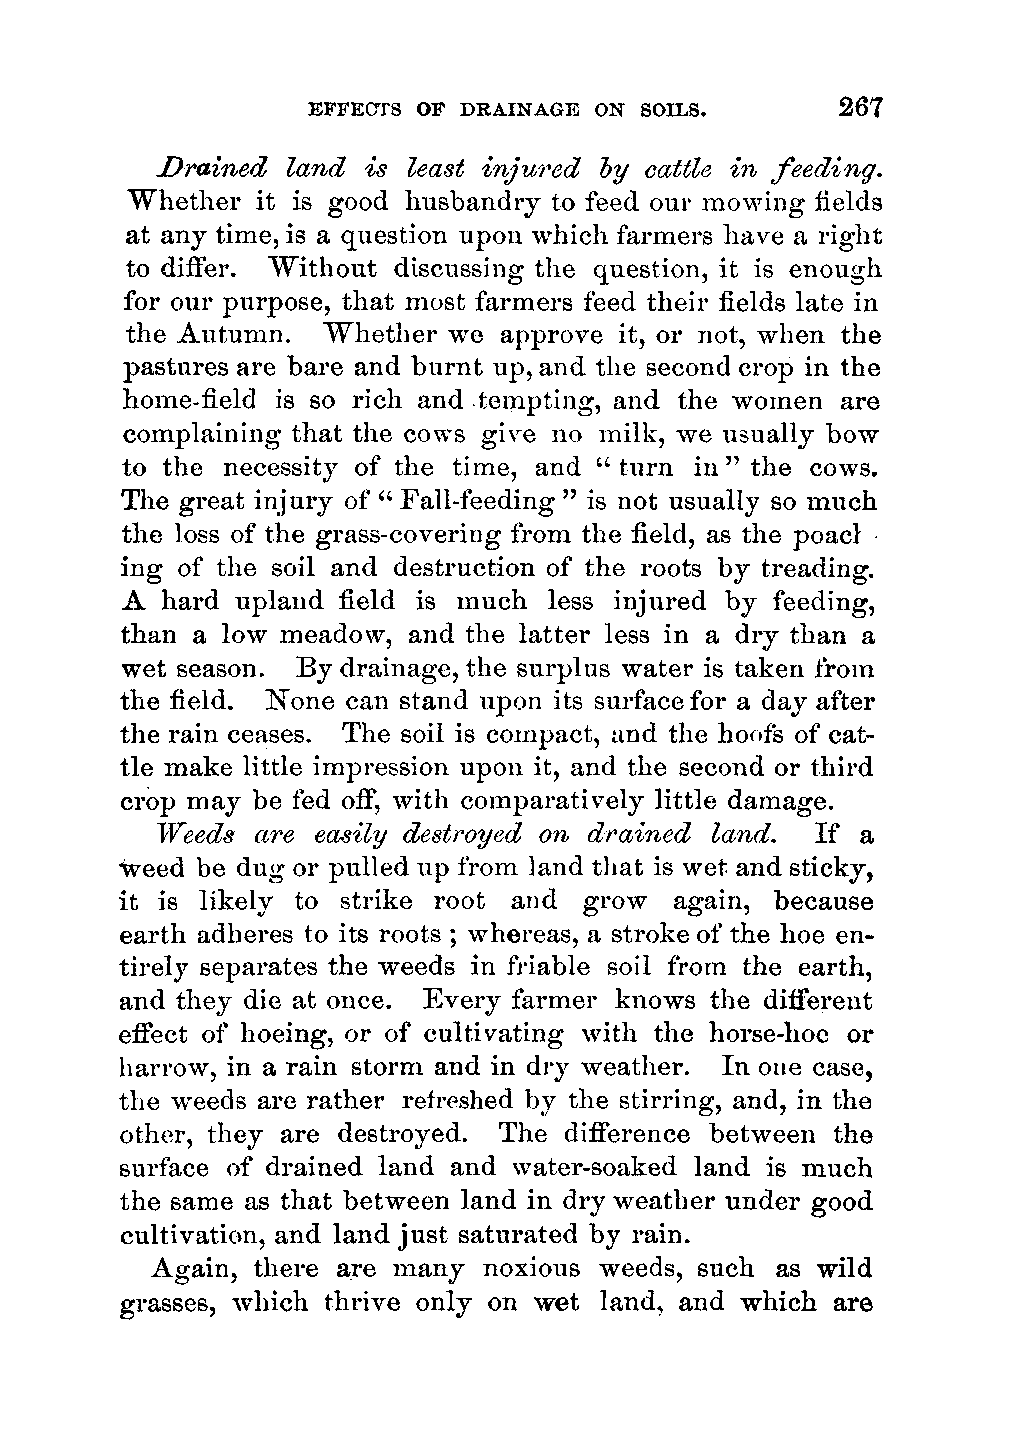 EFFECTS OF DRAINAGE ON SOILS. 267
Drained land is least injured by cattle in feeding.
Whether it is good husbandry to feed our mowing fields
at any time, is a question upon which farmers have a right
to differ. Without discussing the question, it is enough
for our purpose, that most farmers feed their fields late in
the Autumn. Whether we approve it, or not, when the
pastures are bare and burnt up, and the second crop in the
home-field is so rich and tempting, and the women are
complaining that the cows give no milk, we usually bow
to the necessity of the time, and “ turn in ” the cows.
The great injury of “ Fall-feeding ” is not usually so much
the loss of the grass-covering from the field, as the poach-
ing of the soil and destruction of the roots by treading.
A hard upland field is much less injured by feeding,
than a low meadow, and the latter less in a dry than a
wet season. By drainage, the surplus water is taken from
the field. None can stand upon its surface for a day after
the rain ceases. The soil is compact, and the hoofs of cat-
tle make little impression upon it, and the second or third
crop may be fed off, with comparatively little damage.
Weeds are easily destroyed on drained land. If a
weed be dug or pulled up from land that is wet and sticky,
it is likely to strike root and grow again, because
earth adheres to its roots ; whereas, a stroke of the hoe en-
tirely separates the weeds in friable soil from the earth,
and they die at once. Every farmer knows the different
effect of hoeing, or of cultivating with the horse-hoe or
harrow, in a rain storm and in dry weather. In one case,
the weeds are rather refreshed by the stirring, and, in the
other, they are destroyed. The difference between the
surface of drained land and water-soaked land is much
the same as that between land in dry weather under good
cultivation, and land just saturated by rain.
Again, there are many noxious weeds, such as wild
grasses, which thrive only on wet land, and which are